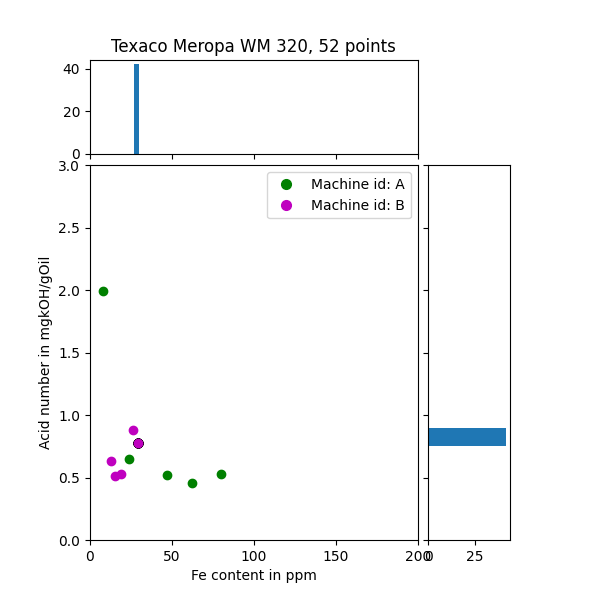 Texaco Meropa WM 320, 52 points
40
20
0
3.0
2.5
2.0
1.5
1.0
0.5
0.0
Acid number in mgkOH/gOil
Machine id: A
Machine id: B
0 50 100 150 200
0 25
Fe content in ppm